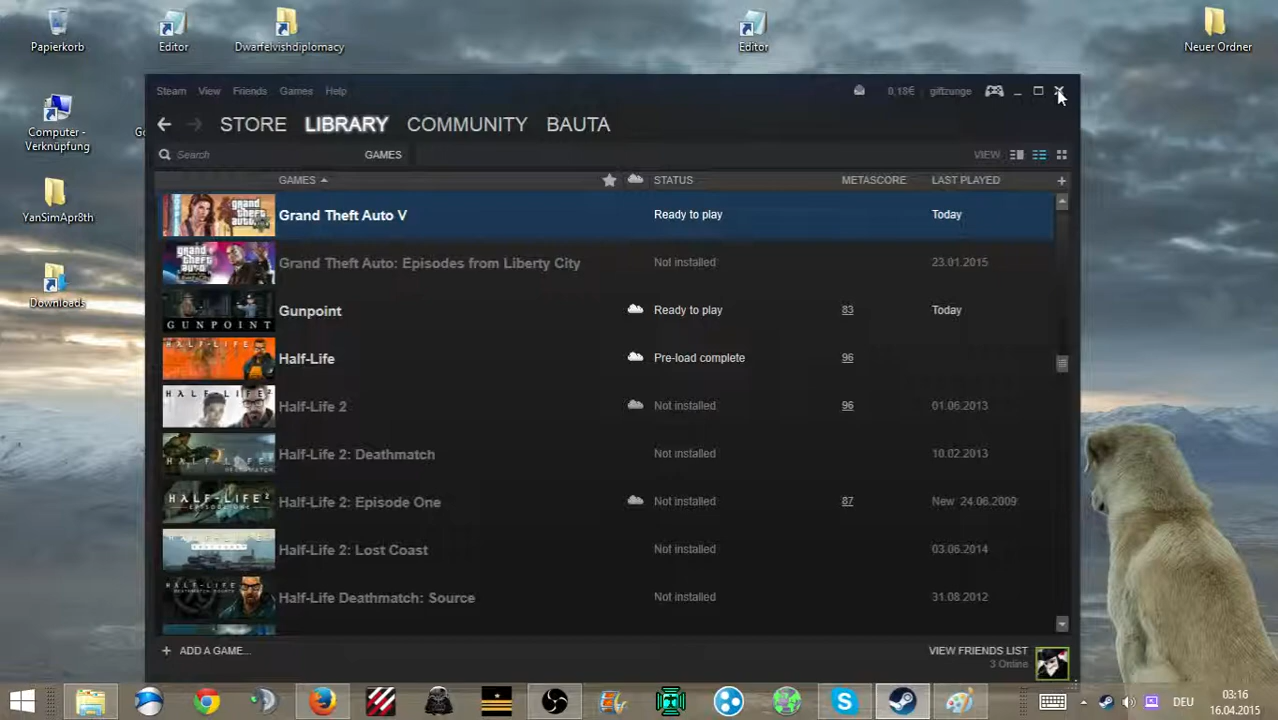 Papierkorb
Editor
Dwarfelvishdiplomacy
Editor
Neuer Ordner
Computer -
Verknüpfung
YanSimApr8th
Downloads
Steam View Friends Games Help
0,18€ giftzunge
STORE LIBRARY COMMUNITY BAUTA
Search GAMES VIEW
GAMES STATUS METASCORE LAST PLAYED
Grand Theft Auto V Ready to play Today
Grand Theft Auto: Episodes from Liberty City Not installed 23.01.2015
GUNPOINT Gunpoint Ready to play 83 Today
Half-Life Pre-load complete 96
Half-Life 2 Not installed 96 01.06.2013
Half-Life 2: Deathmatch Not installed 10.02.2013
Half-Life 2: Episode One Not installed 87 New 24.06.2009
Half-Life 2: Lost Coast Not installed 03.06.2014
Half-Life Deathmatch: Source Not installed 31.08.2012
+ ADD A GAME...
VIEW FRIENDS LIST
3 Online
DEU
03:16
16.04.2015